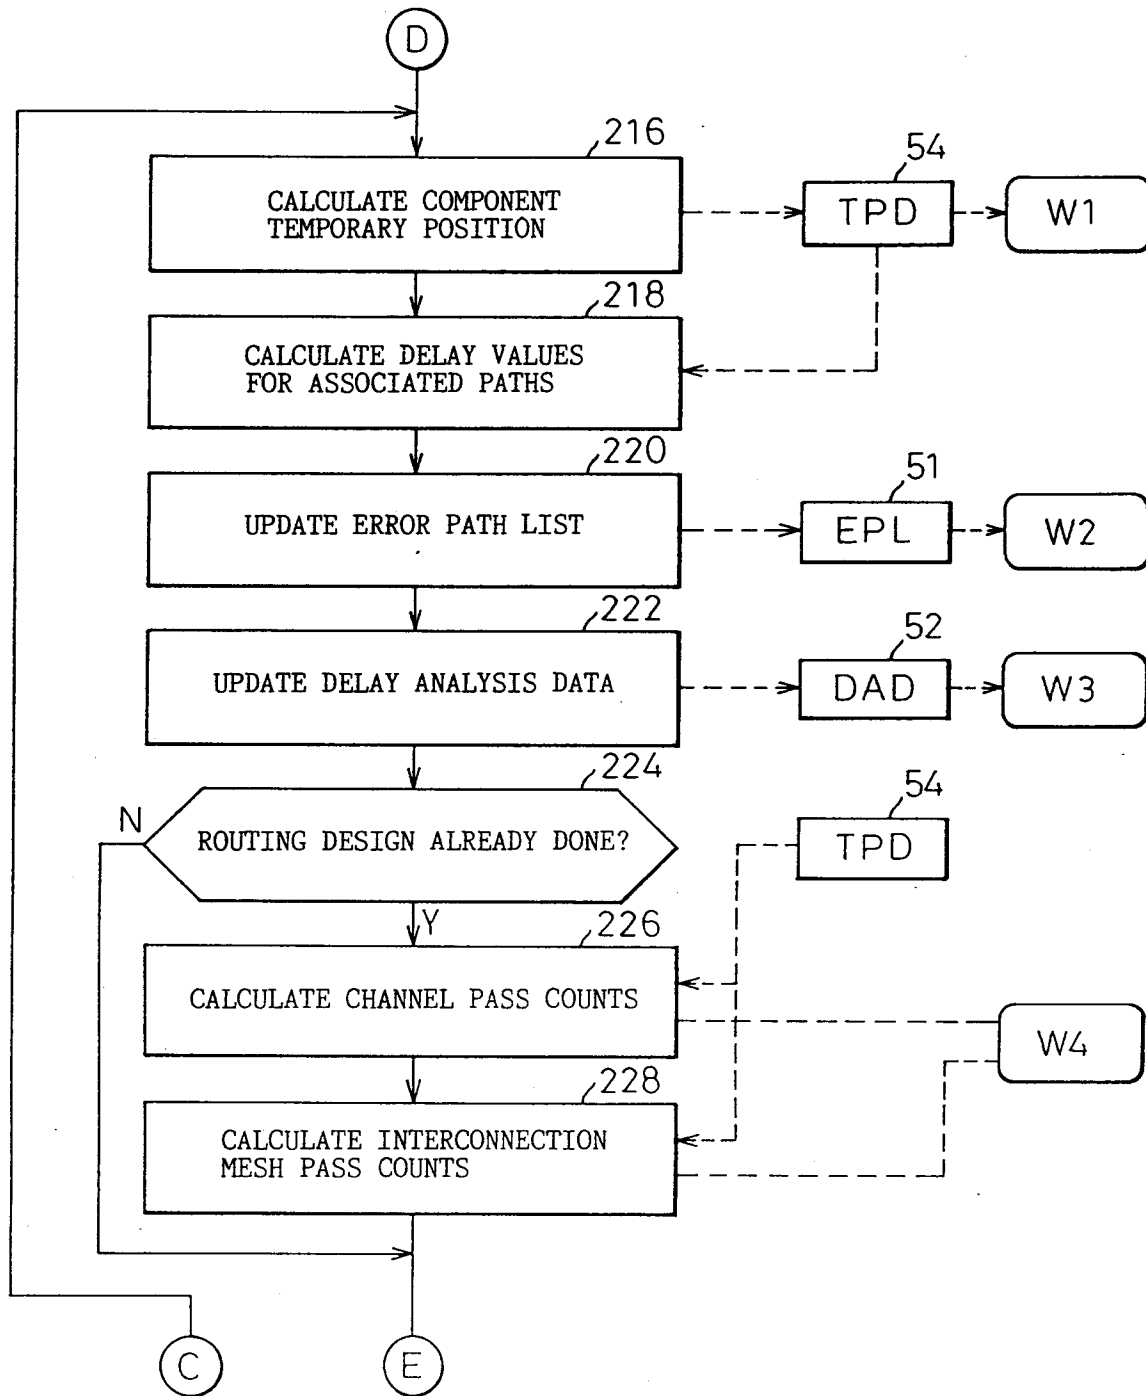 D
216
CALCULATE COMPONENT
TEMPORARY POSITION
54
TPD
W1
218
CALCULATE DELAY VALUES
FOR ASSOCIATED PATHS
220
UPDATE ERROR PATH LIST
51
EPL
W2
222
UPDATE DELAY ANALYSIS DATA
52
DAD
W3
224
N
ROUTING DESIGN ALREADY DONE?
54
TPD
Y
226
CALCULATE CHANNEL PASS COUNTS
W4
228
CALCULATE INTERCONNECTION
MESH PASS COUNTS
C
E